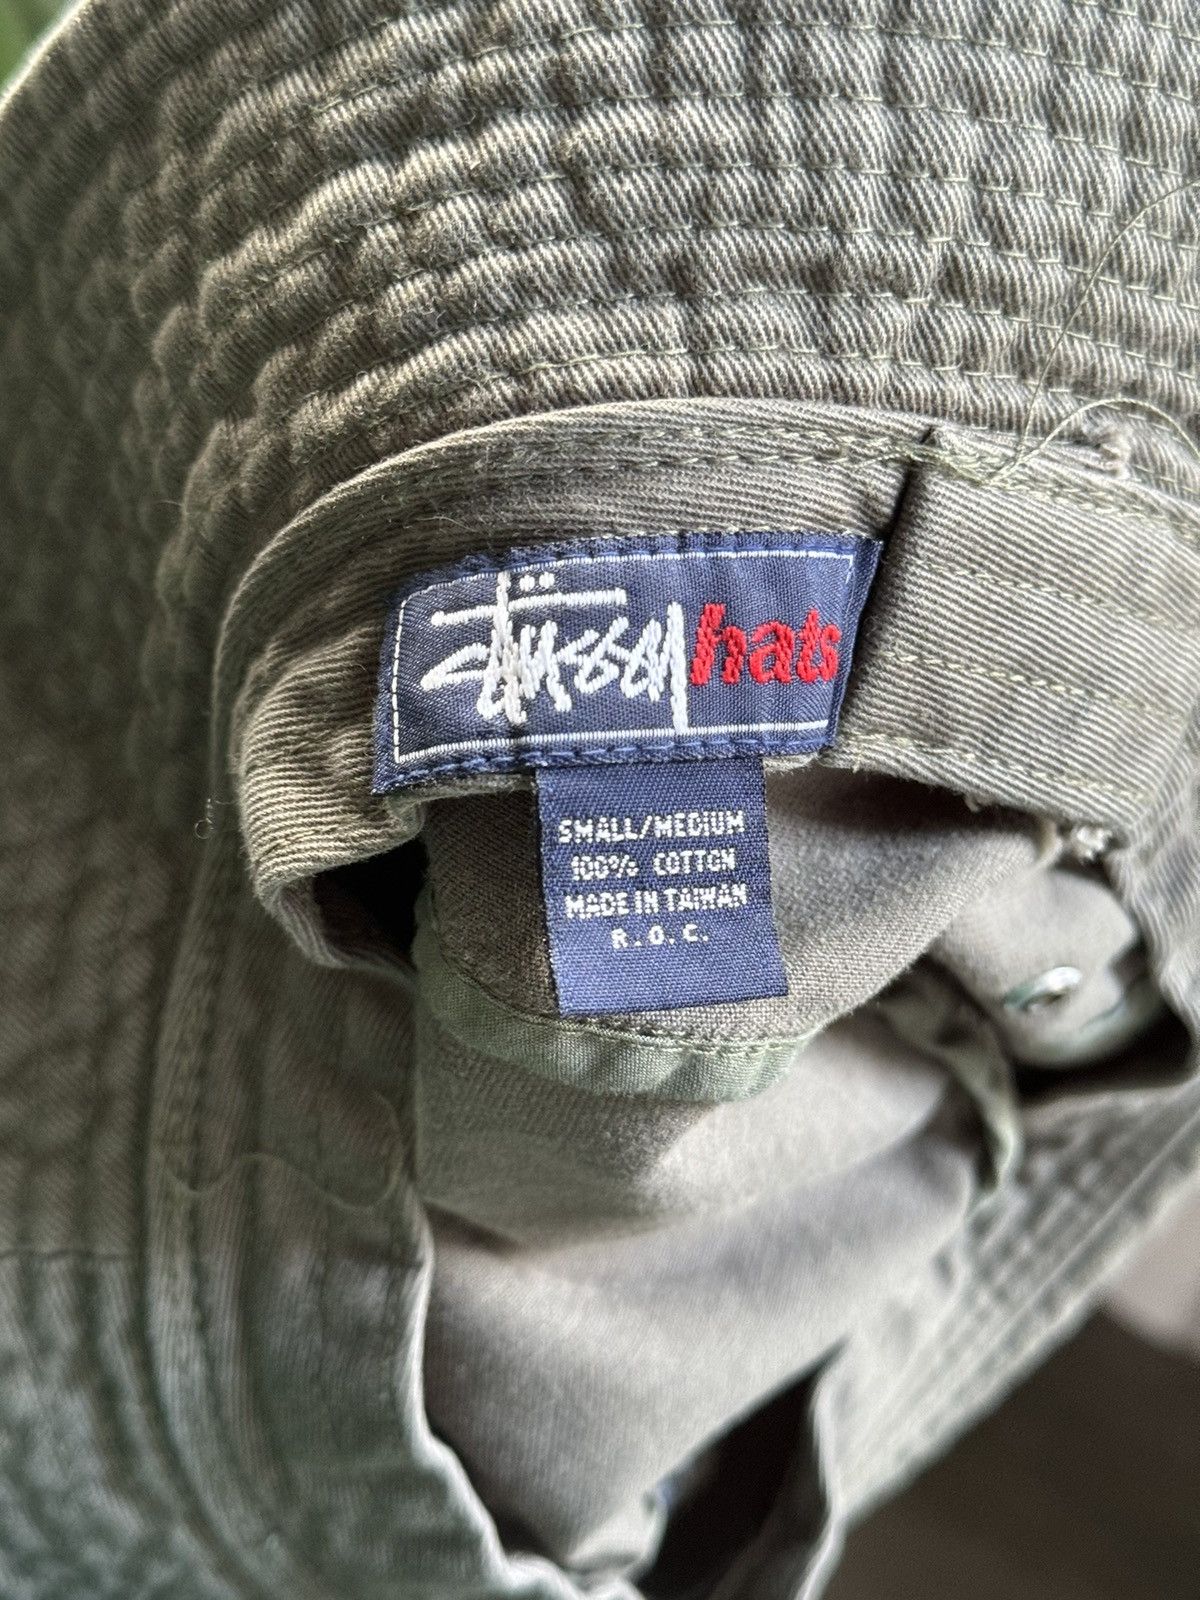 Stüssy hats
SMALL/MEDIUM
100% COTTON
MADE IN TAIWAN
R.O.C.